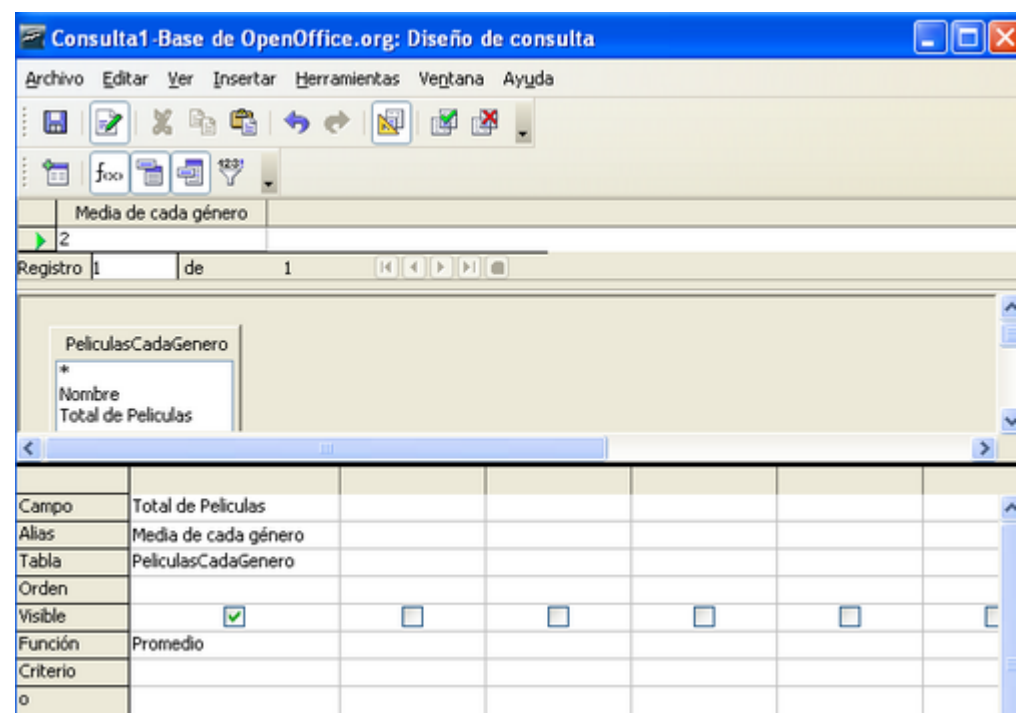 Consulta1-Base de OpenOffice.org: Diseño de consulta
Archivo Editar Ver Insertar Herramientas Ventana Ayuda
f(x) 123!
Media de cada género
2
Registro 1 de 1
PeliculasCadaGenero
*
Nombre
Total de Peliculas
Campo Total de Peliculas
Alias Media de cada género
Tabla PeliculasCadaGenero
Orden
Visible
Función Promedio
Criterio
o